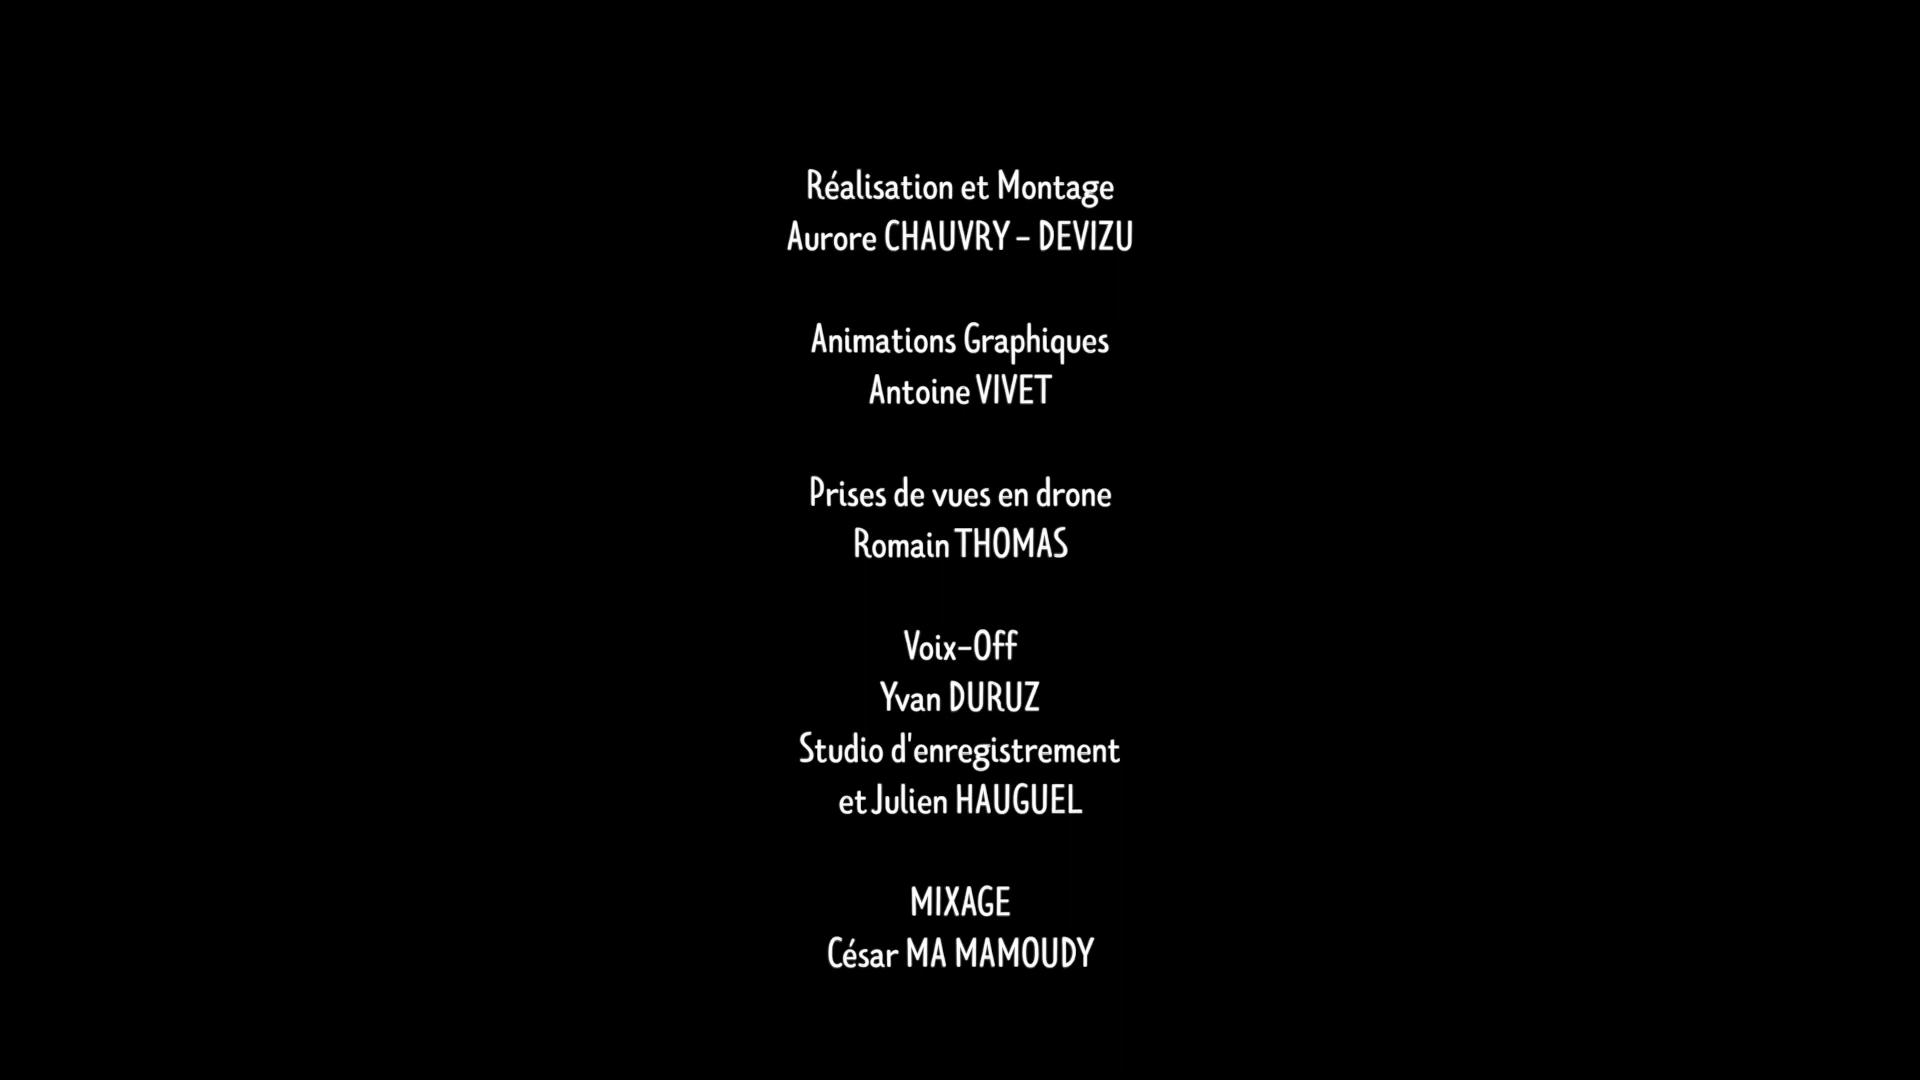 Réalisation et Montage
Aurore CHAUVRY - DEVIZU
Animations Graphiques
Antoine VIVET
Prises de vues en drone
Romain THOMAS
Voix-Off
Yvan DURUZ
Studio d'enregistrement
et Julien HAUGUEL
MIXAGE
César MA MAMOUDY